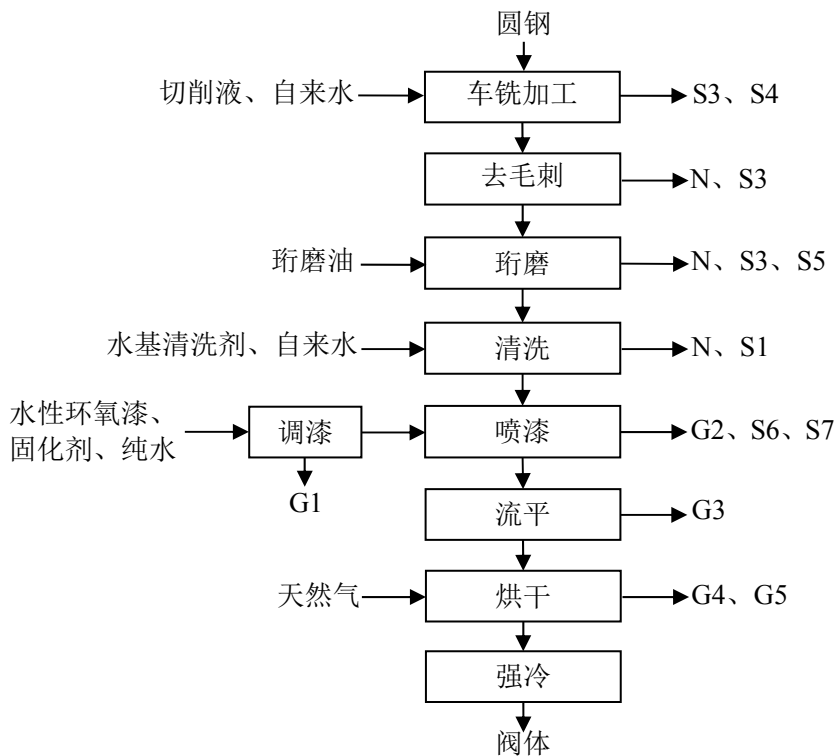 圆钢
切削液、自来水
车铣加工
S3、S4
去毛刺
N、S3
珩磨油
珩磨
N、S3、S5
水基清洗剂、自来水
清洗
N、S1
水性环氧漆、
固化剂、纯水
调漆
喷漆
G2、S6、S7
G1
流平
G3
天然气
烘干
G4、G5
强冷
阀体